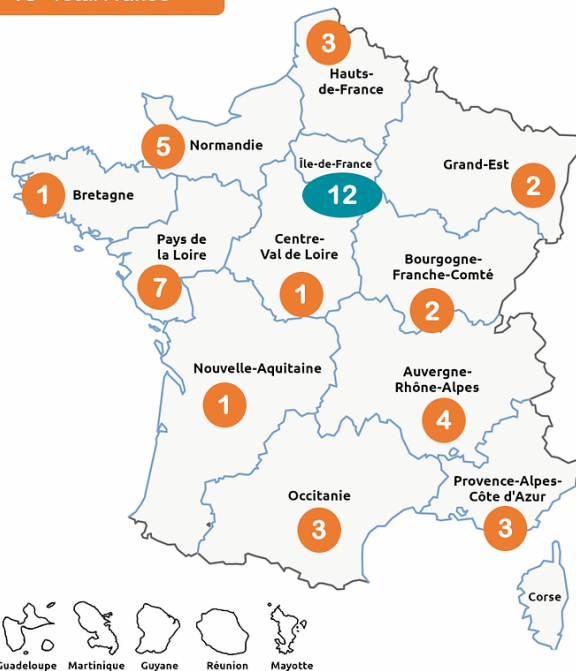 3
Hauts-
de-France
5
Normandie
Île-de-France
12
Grand-Est
2
1
Bretagne
Pays de
la Loire
7
Centre-
Val de Loire
1
Bourgogne-
Franche-Comté
2
Nouvelle-Aquitaine
1
Auvergne-
Rhône-Alpes
4
Occitanie
3
Provence-Alpes-
Côte d'Azur
3
Corse
Guadeloupe
Martinique
Guyane
Réunion
Mayotte